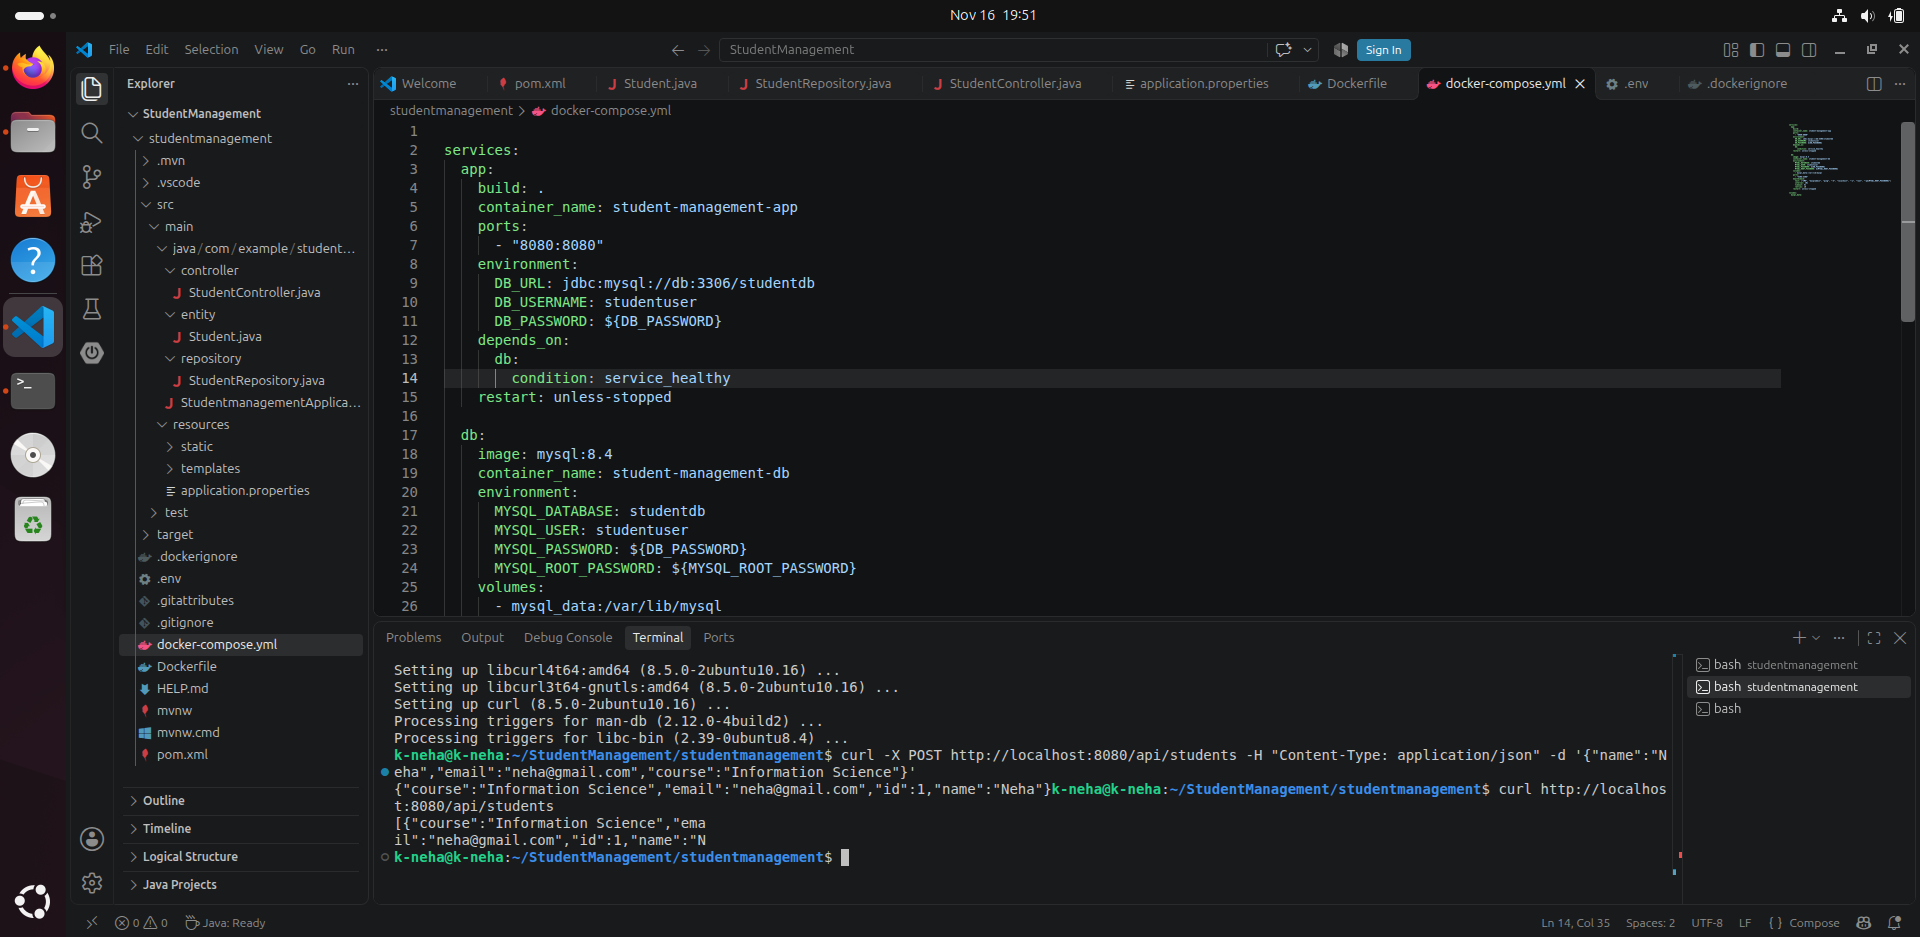 Nov 16 19:51
File Edit Selection View Go Run ···
StudentManagement
Sign In
Explorer
StudentManagement
studentmanagement
.mvn
.vscode
src
main
java/com/example/student...
controller
StudentController.java
entity
Student.java
repository
StudentRepository.java
StudentmanagementApplica...
resources
static
templates
application.properties
test
target
.dockerignore
.env
.gitattributes
.gitignore
docker-compose.yml
Dockerfile
HELP.md
mvnw
mvnw.cmd
pom.xml
Outline
Timeline
Logical Structure
Java Projects
Welcome pom.xml Student.java StudentRepository.java StudentController.java application.properties Dockerfile docker-compose.yml .env .dockerignore
studentmanagement > docker-compose.yml
1
2 services:
3 app:
4 build: .
5 container_name: student-management-app
6 ports:
7 - "8080:8080"
8 environment:
9 DB_URL: jdbc:mysql://db:3306/studentdb
10 DB_USERNAME: studentuser
11 DB_PASSWORD: ${DB_PASSWORD}
12 depends_on:
13 db:
14 condition: service_healthy
15 restart: unless-stopped
16
17 db:
18 image: mysql:8.4
19 container_name: student-management-db
20 environment:
21 MYSQL_DATABASE: studentdb
22 MYSQL_USER: studentuser
23 MYSQL_PASSWORD: ${DB_PASSWORD}
24 MYSQL_ROOT_PASSWORD: ${MYSQL_ROOT_PASSWORD}
25 volumes:
26 - mysql_data:/var/lib/mysql
Problems Output Debug Console Terminal Ports
Setting up libcurl4t64:amd64 (8.5.0-2ubuntu10.16) ...
Setting up libcurl3t64-gnutls:amd64 (8.5.0-2ubuntu10.16) ...
Setting up curl (8.5.0-2ubuntu10.16) ...
Processing triggers for man-db (2.12.0-4build2) ...
Processing triggers for libc-bin (2.39-0ubuntu8.4) ...
k-neha@k-neha:~/StudentManagement/studentmanagement$ curl -X POST http://localhost:8080/api/students -H "Content-Type: application/json" -d '{"name":"N
eha","email":"neha@gmail.com","course":"Information Science"}'
{"course":"Information Science","email":"neha@gmail.com","id":1,"name":"Neha"}k-neha@k-neha:~/StudentManagement/studentmanagement$ curl http://localhos
t:8080/api/students
[{"course":"Information Science","ema
il":"neha@gmail.com","id":1,"name":"N
k-neha@k-neha:~/StudentManagement/studentmanagement$
bash studentmanagement
bash studentmanagement
bash
0 0 Java: Ready
Ln 14, Col 35 Spaces: 2 UTF-8 LF { } Compose